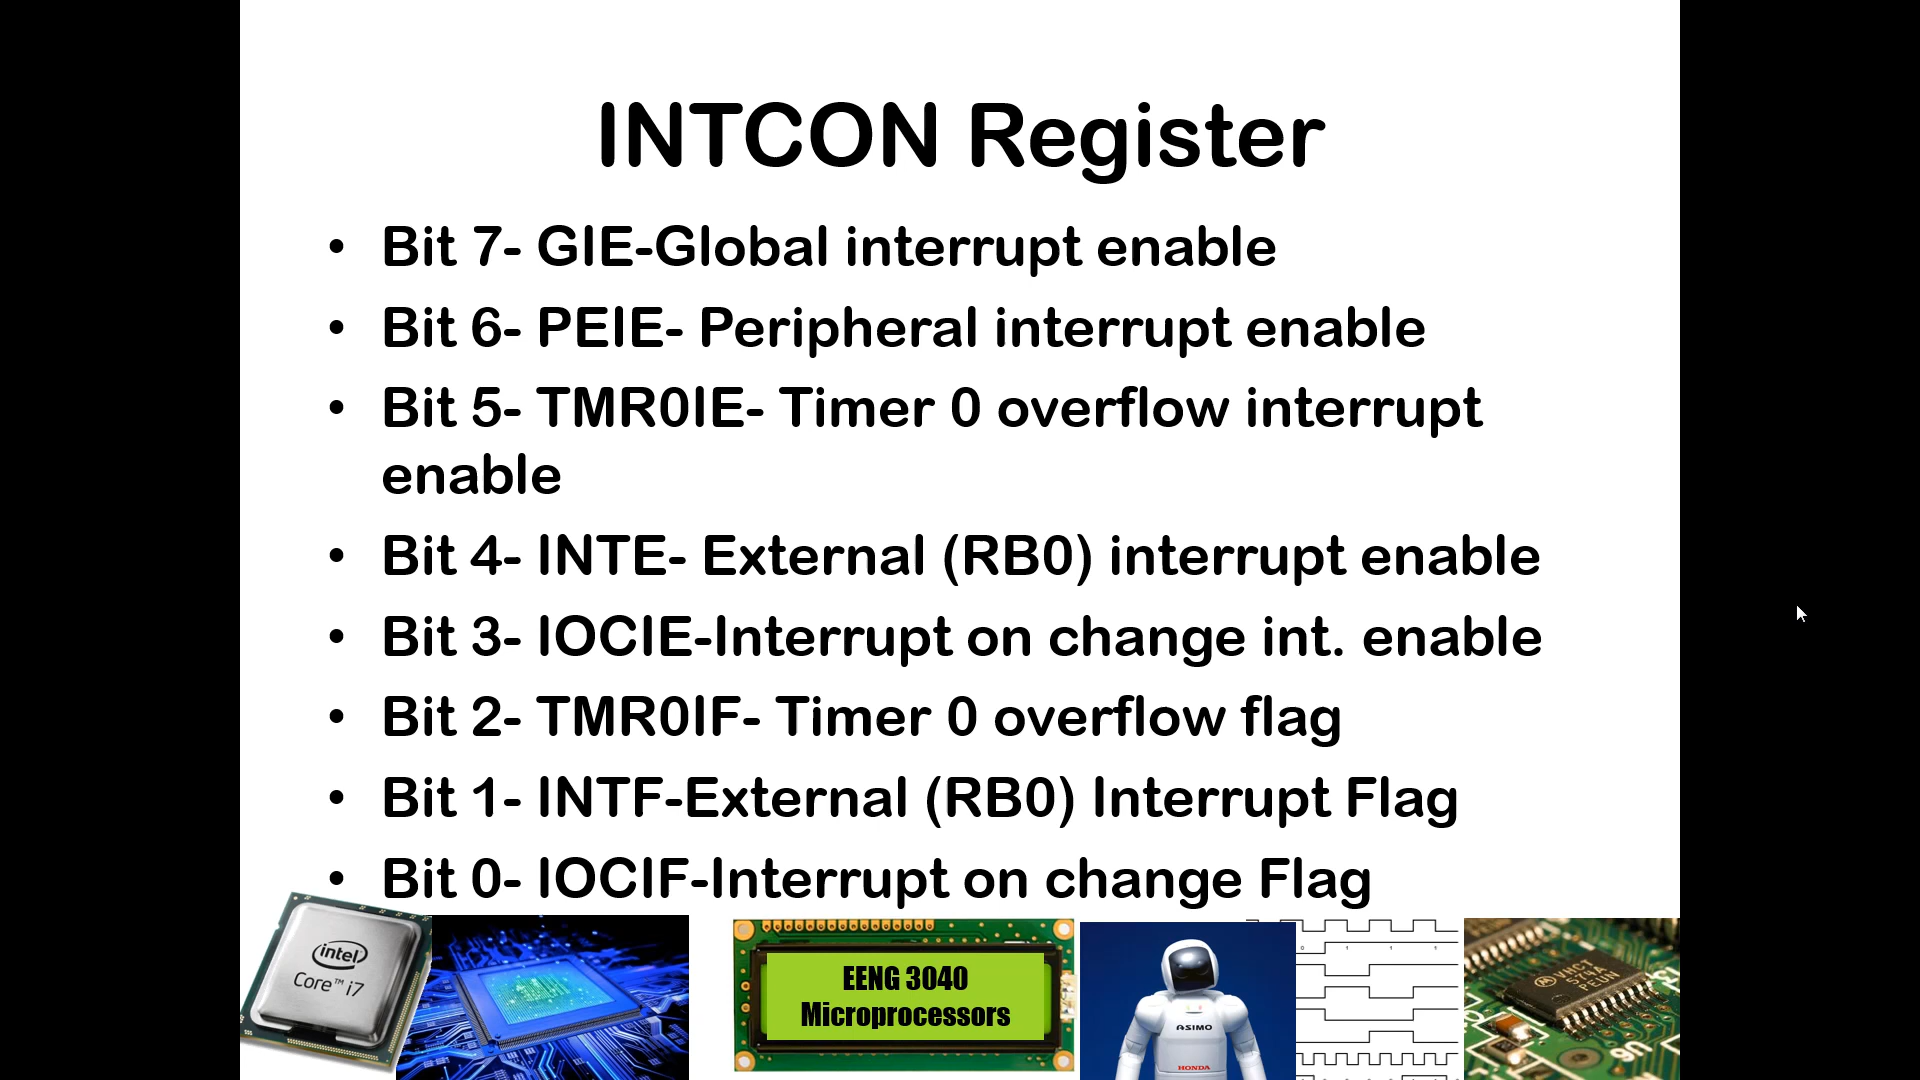 INTCON Register
• Bit 7- GIE-Global interrupt enable
• Bit 6- PEIE- Peripheral interrupt enable
• Bit 5- TMR0IE- Timer 0 overflow interrupt
enable
• Bit 4- INTE- External (RB0) interrupt enable
• Bit 3- IOCIE-Interrupt on change int. enable
• Bit 2- TMR0IF- Timer 0 overflow flag
• Bit 1- INTF-External (RB0) Interrupt Flag
• Bit 0- IOCIF-Interrupt on change Flag
intel
Core™ i7
EENG 3040
Microprocessors
ASIMO
HONDA
VHCT